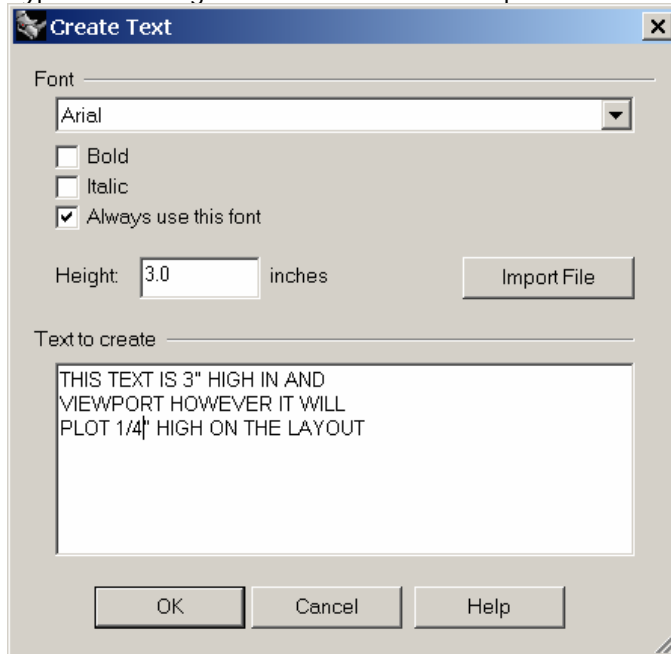 Create Text
Font
Arial
Bold
Italic
Always use this font
Height: 3.0 inches Import File
Text to create
THIS TEXT IS 3" HIGH IN AND
VIEWPORT HOWEVER IT WILL
PLOT 1/4" HIGH ON THE LAYOUT
OK Cancel Help